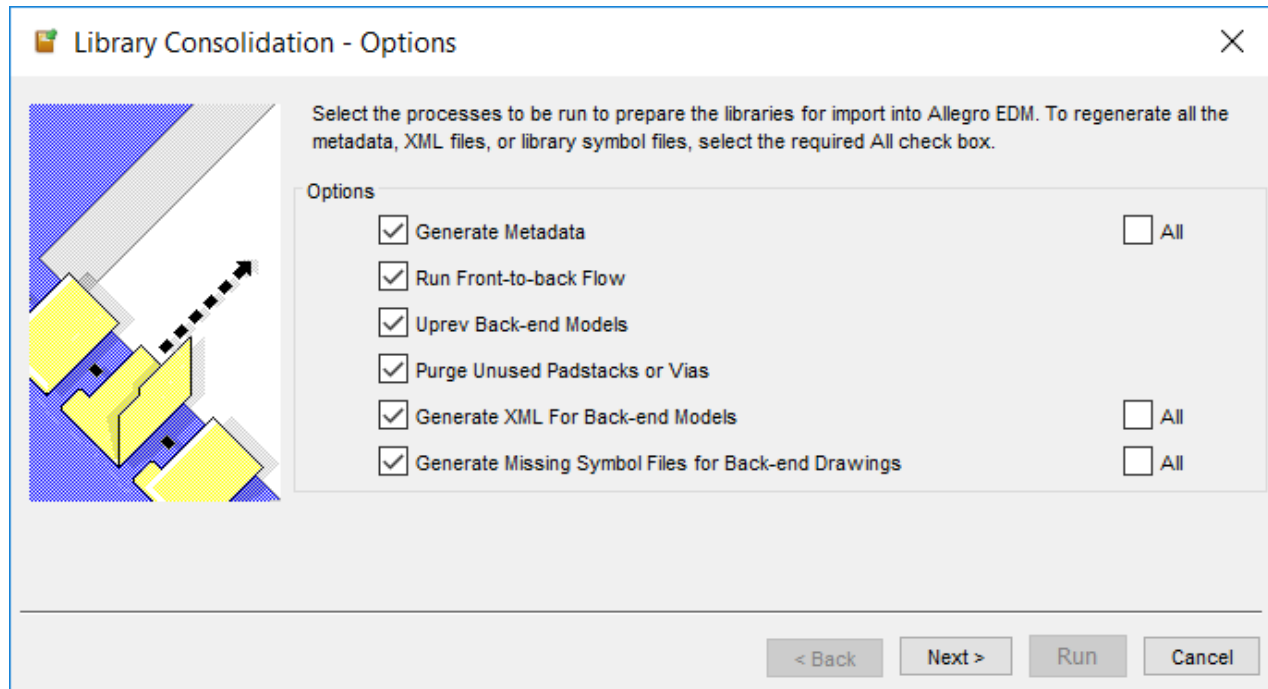 Library Consolidation - Options
Select the processes to be run to prepare the libraries for import into Allegro EDM. To regenerate all the
metadata, XML files, or library symbol files, select the required All check box.
Options
Generate Metadata All
Run Front-to-back Flow
Uprev Back-end Models
Purge Unused Padstacks or Vias
Generate XML For Back-end Models All
Generate Missing Symbol Files for Back-end Drawings All
< Back Next > Run Cancel